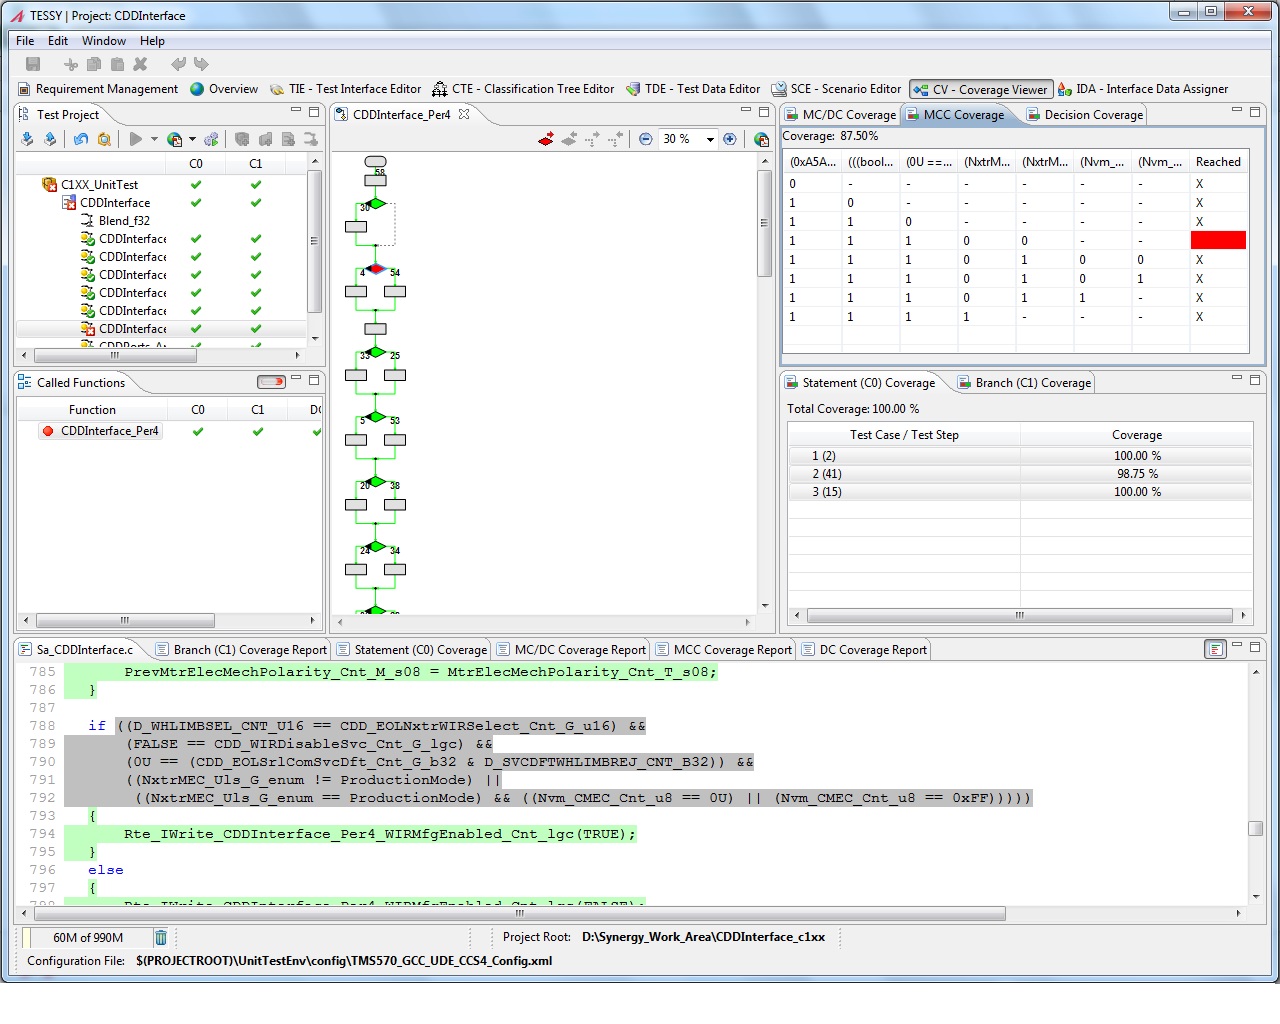 TESSY | Project: CDDInterface
File Edit Window Help
Requirement Management Overview TIE - Test Interface Editor CTE - Classification Tree Editor TDE - Test Data Editor SCE - Scenario Editor CV - Coverage Viewer IDA - Interface Data Assigner
Test Project
C0 C1
C1XX_UnitTest
CDDInterface
Blend_f32
CDDInterface
CDDInterface
CDDInterface
CDDInterface
CDDInterface
CDDInterface
Called Functions
Function C0 C1 DC
CDDInterface_Per4
CDDInterface_Per4
30 %
58
30
4 54
33 25
5 53
20 38
24 34
MC/DC Coverage MCC Coverage Decision Coverage
Coverage: 87.50%
(0xA5A... (((bool... (0U ==... (NxtrM... (NxtrM... (Nvm_... (Nvm_... Reached
0 - - - - - - X
1 0 - - - - - X
1 1 0 - - - - X
1 1 1 0 0 - -
1 1 1 0 1 0 0 X
1 1 1 0 1 0 1 X
1 1 1 0 1 1 - X
1 1 1 1 - - - X
Statement (C0) Coverage Branch (C1) Coverage
Total Coverage: 100.00 %
Test Case / Test Step Coverage
1 (2) 100.00 %
2 (41) 98.75 %
3 (15) 100.00 %
Sa_CDDInterface.c Branch (C1) Coverage Report Statement (C0) Coverage MC/DC Coverage Report MCC Coverage Report DC Coverage Report
785 PrevMtrElecMechPolarity_Cnt_M_s08 = MtrElecMechPolarity_Cnt_T_s08;
786 }
787
788 if ((D_WHLIMBSEL_CNT_U16 == CDD_EOLNxtrWIRSelect_Cnt_G_u16) &&
789 (FALSE == CDD_WIRDisableSvc_Cnt_G_lgc) &&
790 (0U == (CDD_EOLSrlComSvcDft_Cnt_G_b32 & D_SVCDFTWHLIMBREJ_CNT_B32)) &&
791 ((NxtrMEC_Uls_G_enum != ProductionMode) ||
792 ((NxtrMEC_Uls_G_enum == ProductionMode) && ((Nvm_CMEC_Cnt_u8 == 0U) || (Nvm_CMEC_Cnt_u8 == 0xFF)))))
793 {
794 Rte_IWrite_CDDInterface_Per4_WIRMfgEnabled_Cnt_lgc(TRUE);
795 }
796 else
797 {
798 Rte_IWrite_CDDInterface_Per4_WIRMfgEnabled_Cnt_lgc(FALSE);
60M of 990M Project Root: D:\Synergy_Work_Area\CDDInterface_c1xx
Configuration File: $(PROJECTROOT)\UnitTestEnv\config\TMS570_GCC_UDE_CCS4_Config.xml